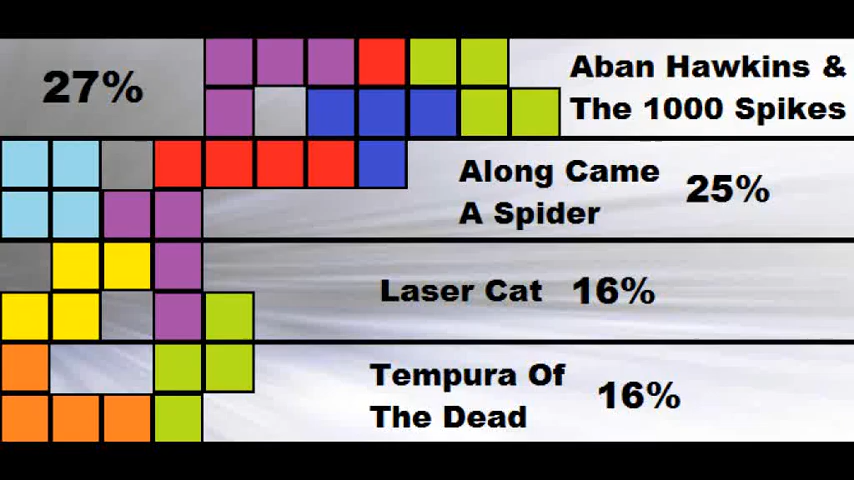 27%
Aban Hawkins &
The 1000 Spikes
Along Came
A Spider
25%
Laser Cat 16%
Tempura Of
The Dead
16%